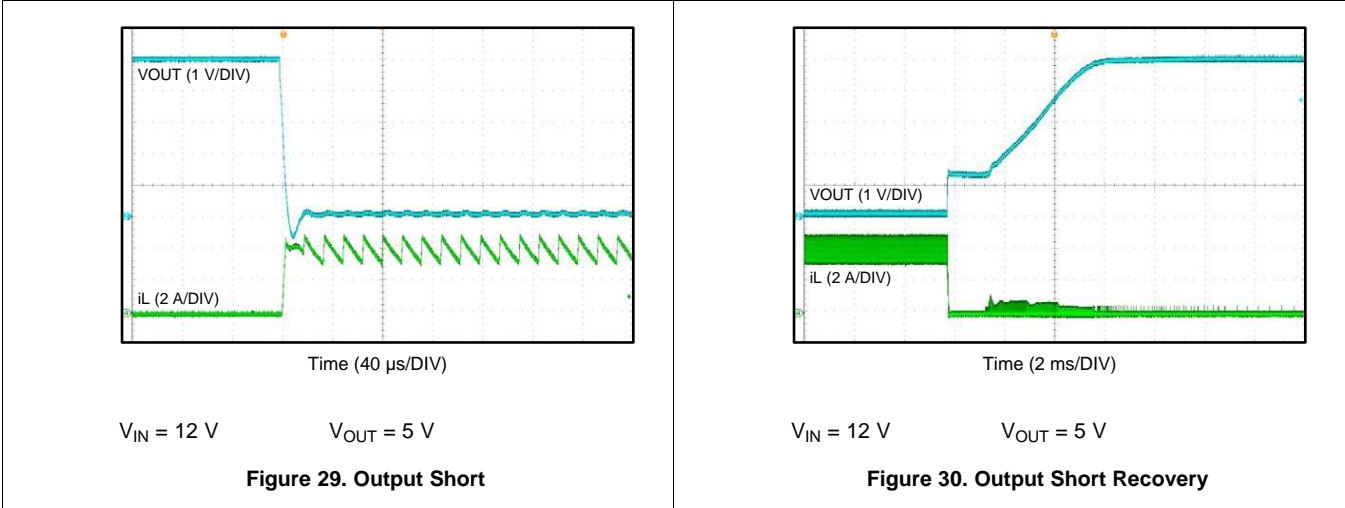 VOUT (1 V/DIV)
iL (2 A/DIV)
Time (40 µs/DIV)
VIN = 12 V VOUT = 5 V
Figure 29. Output Short
VOUT (1 V/DIV)
iL (2 A/DIV)
Time (2 ms/DIV)
VIN = 12 V VOUT = 5 V
Figure 30. Output Short Recovery